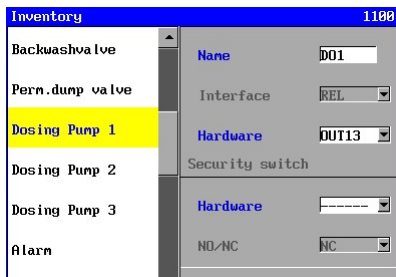 Inventory 1100
Backwashvalve
Perm.dump valve
Dosing Pump 1
Dosing Pump 2
Dosing Pump 3
Alarm
Name DO1
Interface REL
Hardware OUT13
Security switch
Hardware ------
NO/NC NC